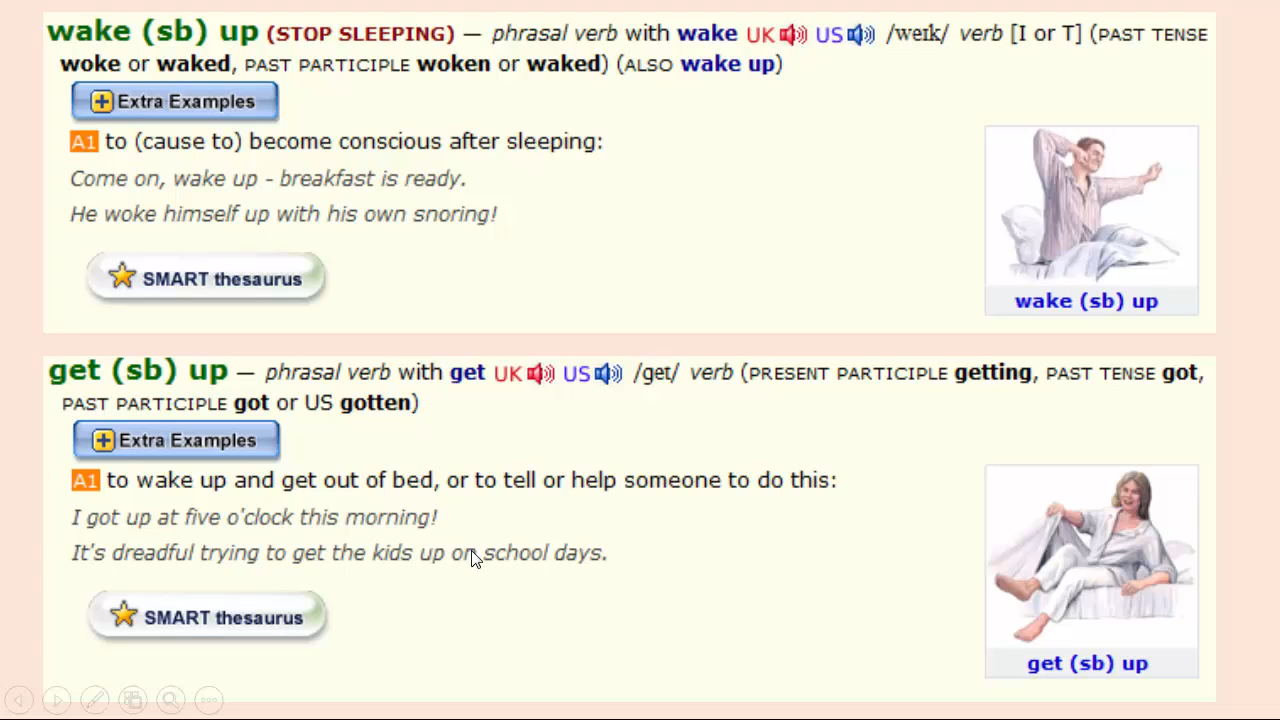 wake (sb) up (STOP SLEEPING) — phrasal verb with wake UK US /weɪk/ verb [I or T] (PAST TENSE
woke or waked, PAST PARTICIPLE woken or waked) (ALSO wake up)
Extra Examples
A1 to (cause to) become conscious after sleeping:
Come on, wake up - breakfast is ready.
He woke himself up with his own snoring!
SMART thesaurus
wake (sb) up
get (sb) up — phrasal verb with get UK US /get/ verb (PRESENT PARTICIPLE getting, PAST TENSE got,
PAST PARTICIPLE got or US gotten)
Extra Examples
A1 to wake up and get out of bed, or to tell or help someone to do this:
I got up at five o'clock this morning!
It's dreadful trying to get the kids up on school days.
SMART thesaurus
get (sb) up